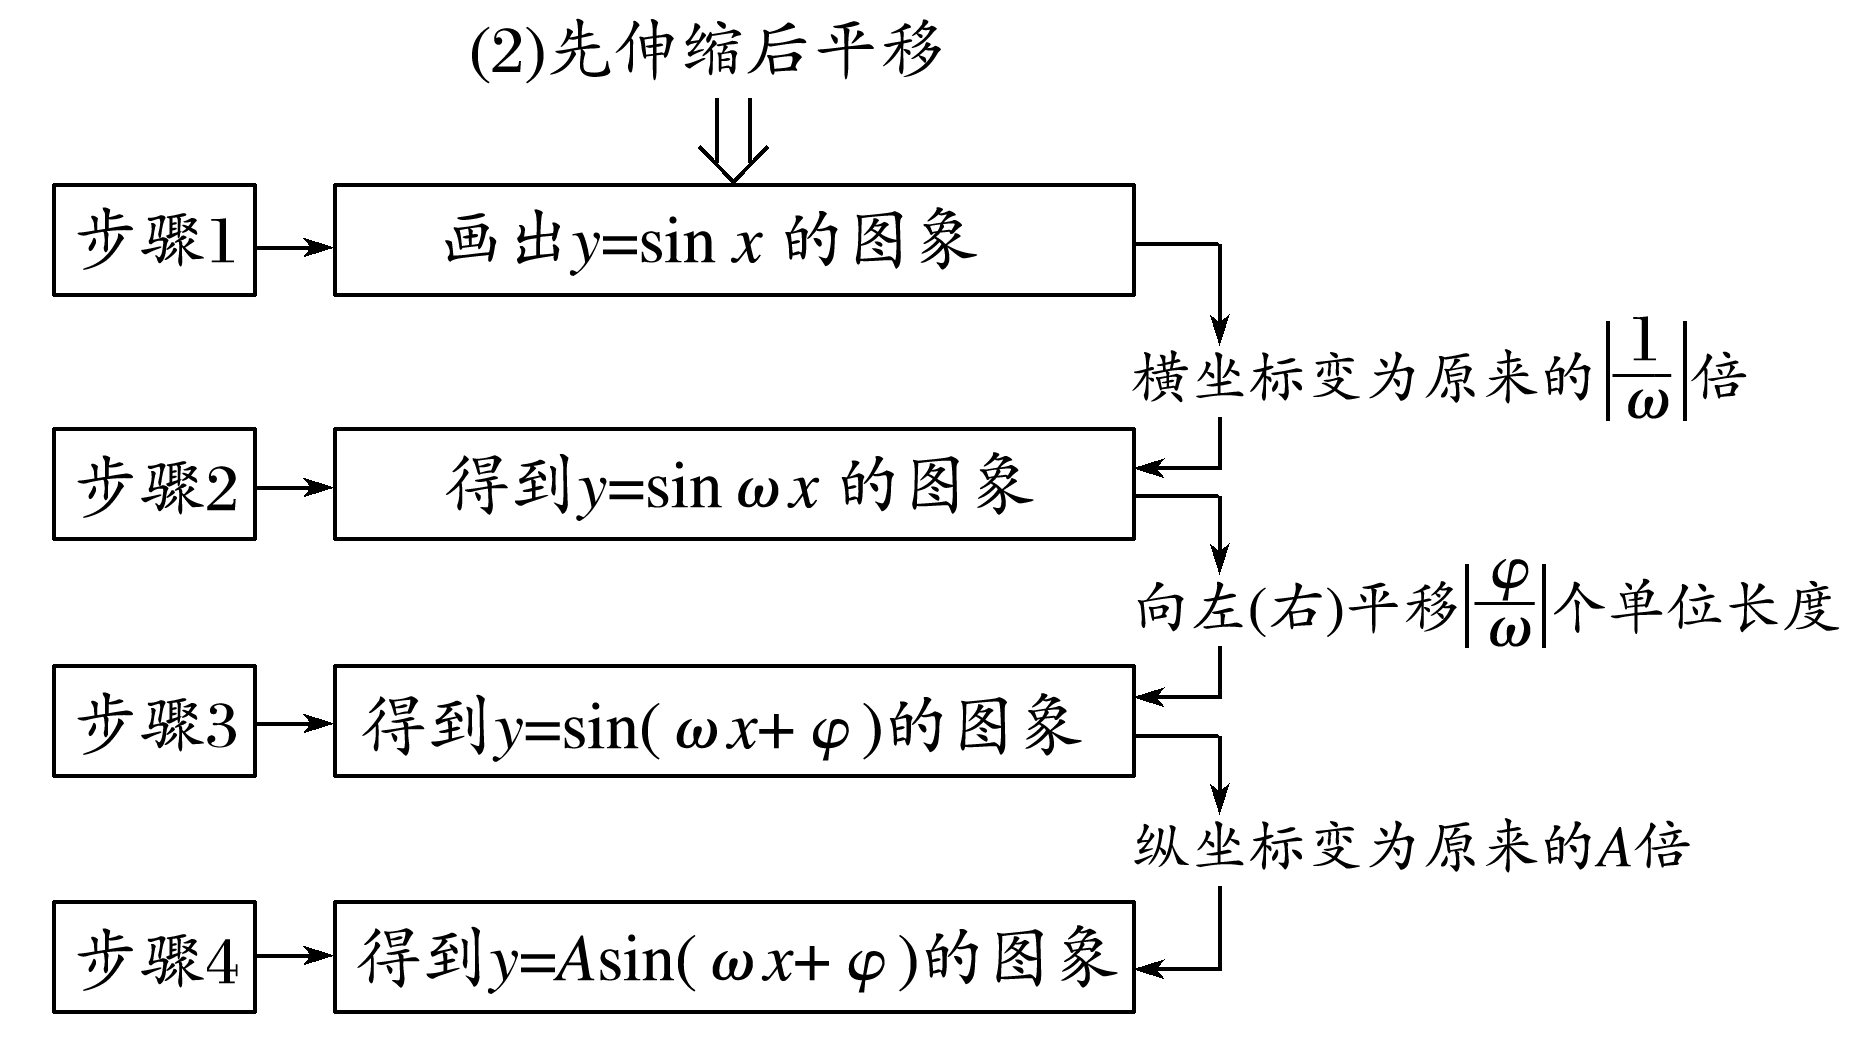 (2)先伸缩后平移
步骤1 画出y=sin x 的图象
横坐标变为原来的|1/ω|倍
步骤2 得到y=sin ωx 的图象
向左(右)平移|φ/ω|个单位长度
步骤3 得到y=sin(ωx+φ)的图象
纵坐标变为原来的A倍
步骤4 得到y=Asin(ωx+φ)的图象